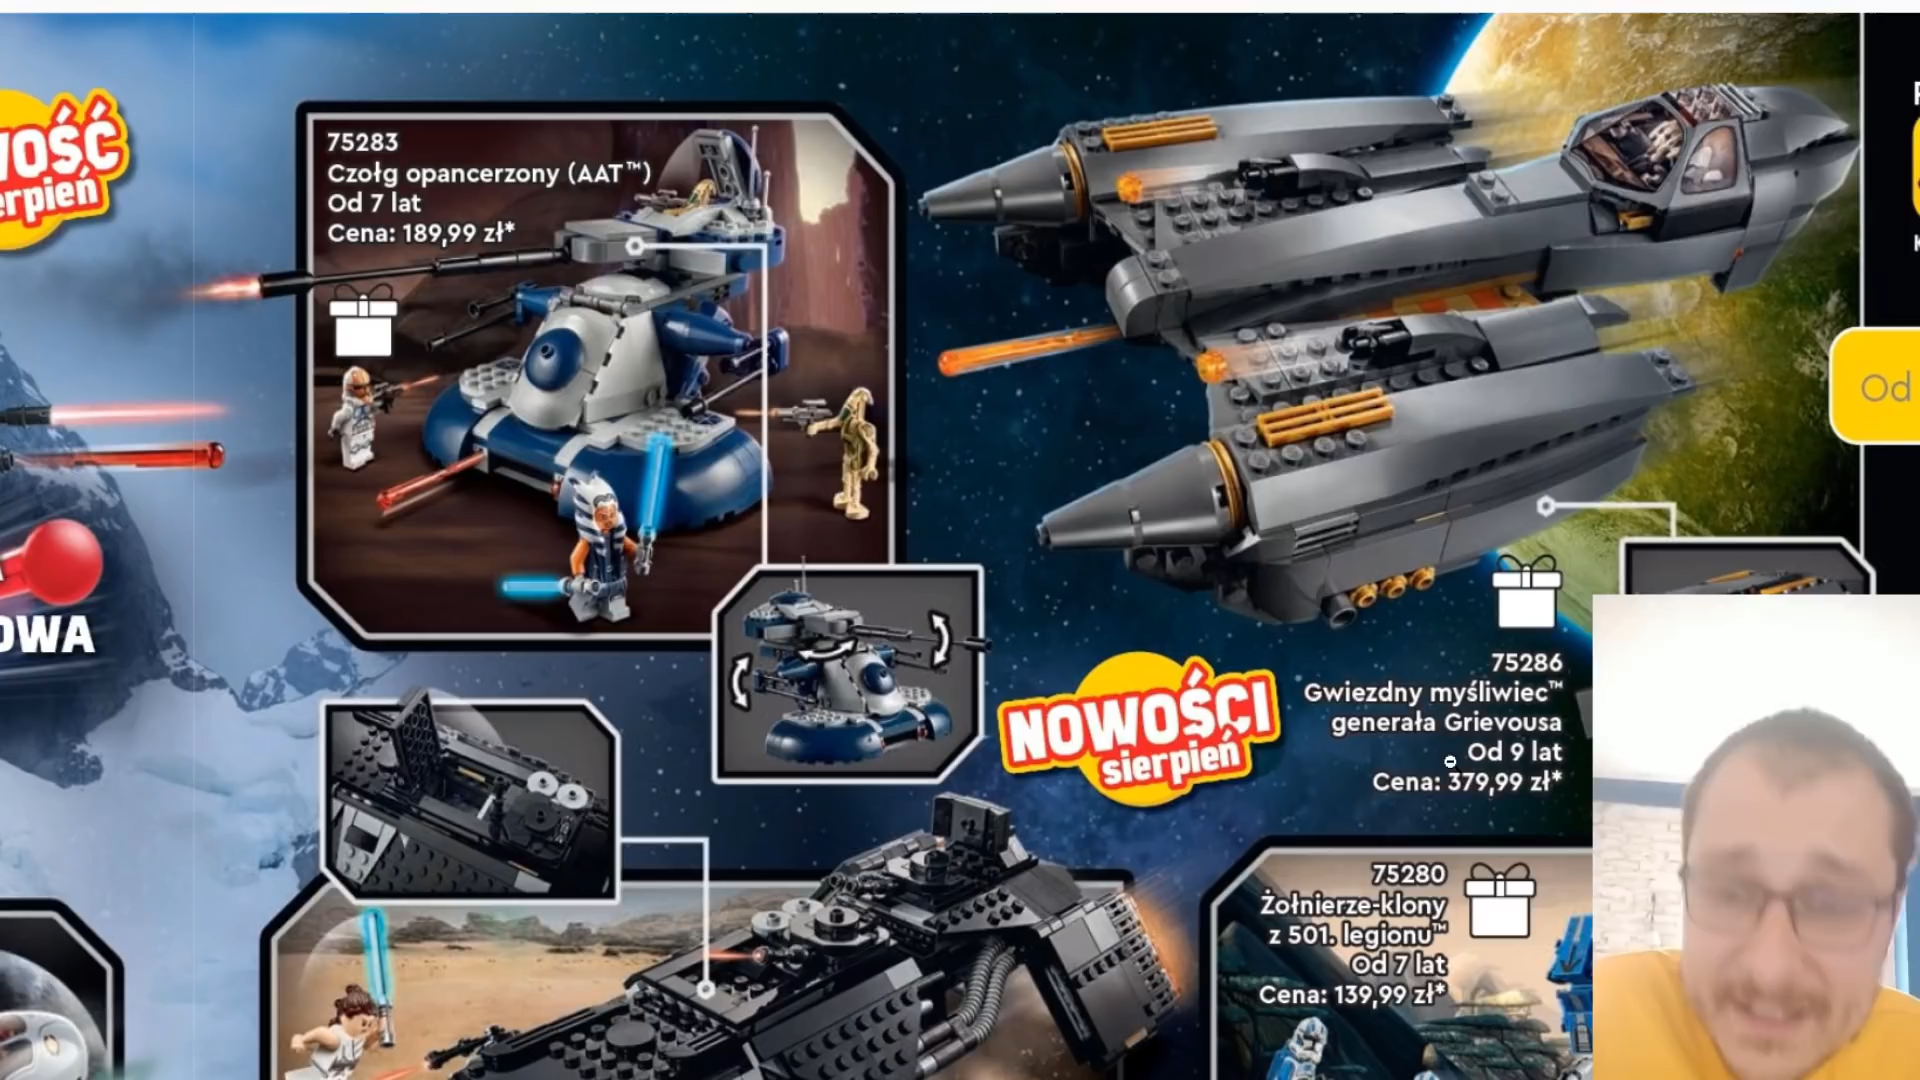 75283
Czołg opancerzony (AAT™)
Od 7 lat
Cena: 189,99 zł*
NOWOŚCI
sierpień
75286
Gwiezdny myśliwiec™
generała Grievousa
Od 9 lat
Cena: 379,99 zł*
75280
Żołnierze-klony
z 501. legionu™
Od 7 lat
Cena: 139,99 zł*
Od
OWA